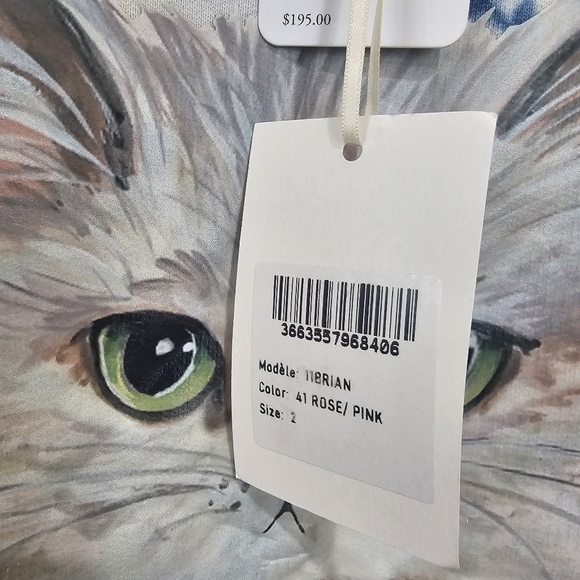 $195.00
3663557968406
Modèle: 11BRIAN
Color: 41 ROSE/ PINK
Size: 2